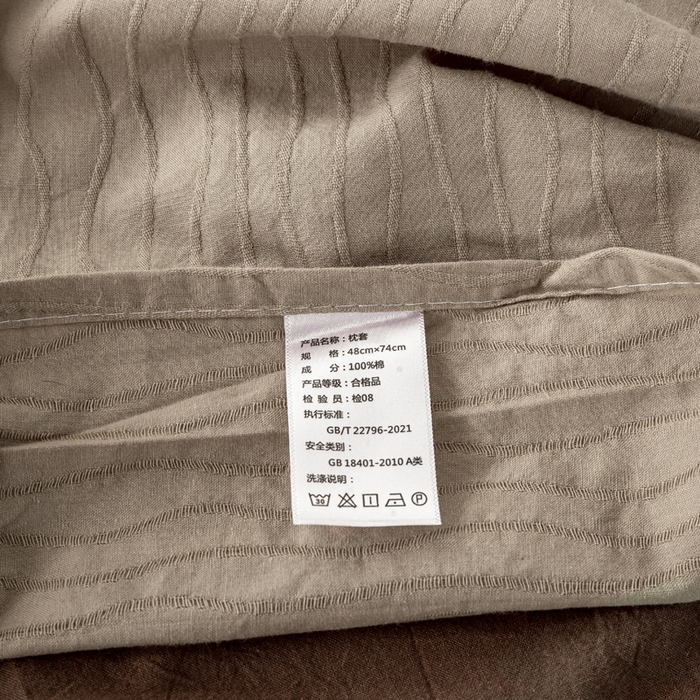 产品名称：枕套
规 格：48cm×74cm
成 分：100%棉
产品等级：合格品
检 验 员：检08
执行标准：
GB/T 22796-2021
安全类别：
GB 18401-2010 A类
洗涤说明：
30 P